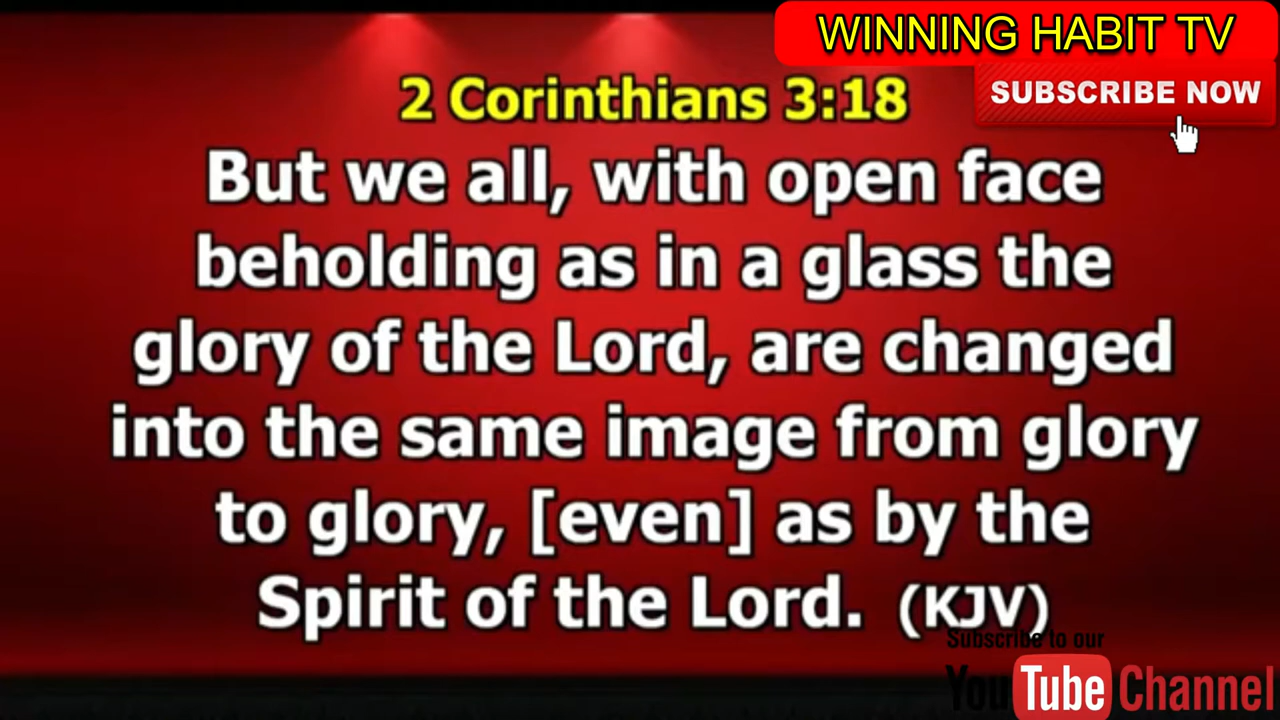 WINNING HABIT TV
SUBSCRIBE NOW
2 Corinthians 3:18
But we all, with open face
beholding as in a glass the
glory of the Lord, are changed
into the same image from glory
to glory, [even] as by the
Spirit of the Lord. (KJV)
Subscribe to our
YouTube Channel